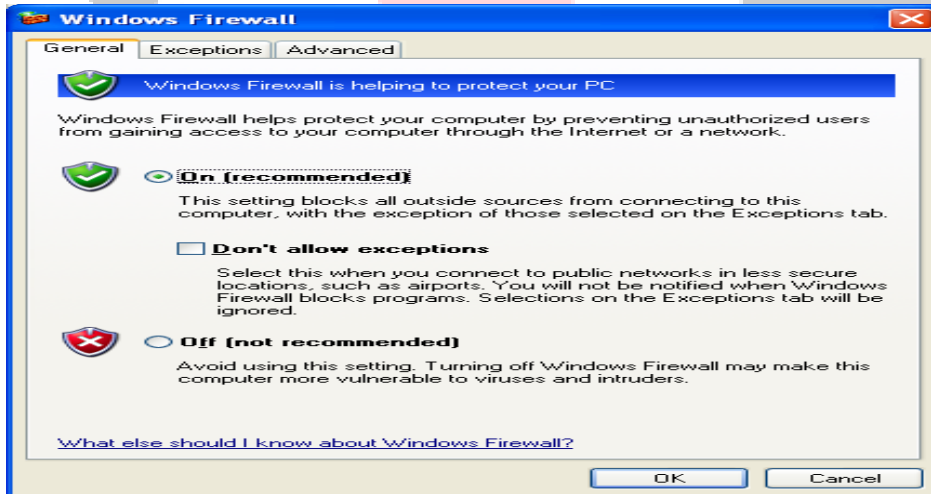 Windows Firewall
General Exceptions Advanced
Windows Firewall is helping to protect your PC
Windows Firewall helps protect your computer by preventing unauthorized users
from gaining access to your computer through the Internet or a network.
On (recommended)
This setting blocks all outside sources from connecting to this
computer, with the exception of those selected on the Exceptions tab.
Don't allow exceptions
Select this when you connect to public networks in less secure
locations, such as airports. You will not be notified when Windows
Firewall blocks programs. Selections on the Exceptions tab will be
ignored.
Off (not recommended)
Avoid using this setting. Turning off Windows Firewall may make this
computer more vulnerable to viruses and intruders.
What else should I know about Windows Firewall?
OK Cancel